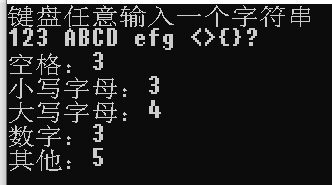 键盘任意输入一个字符串
123 ABCD efg <>{}?
空格：3
小写字母：3
大写字母：4
数字：3
其他：5